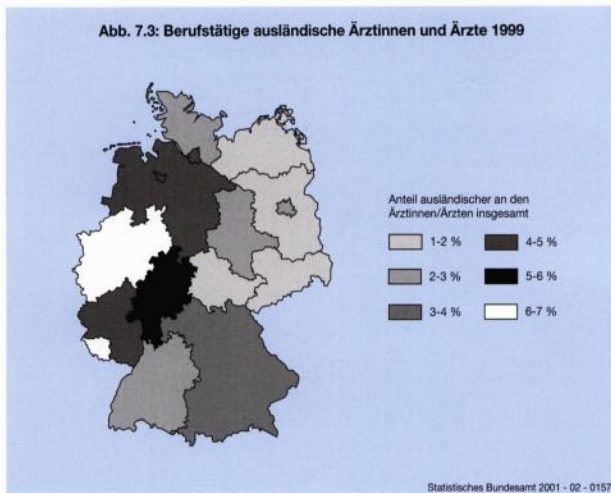 Abb. 7.3: Berufstätige ausländische Ärztinnen und Ärzte 1999
Anteil ausländischer an den
Ärztinnen/Ärzten insgesamt
1-2 %
4-5 %
2-3 %
5-6 %
3-4 %
6-7 %
Statistisches Bundesamt 2001 - 02 - 0157